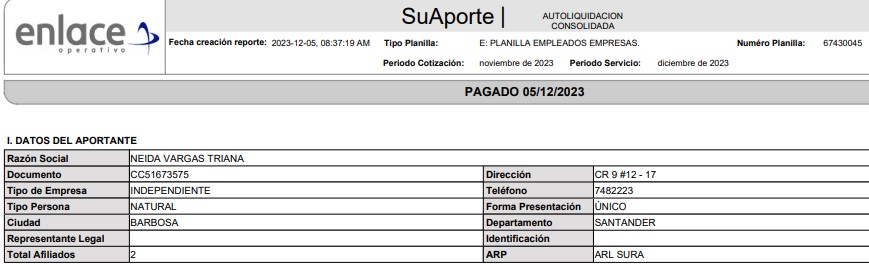 enlace
operativo
SuAporte |
AUTOLIQUIDACION
CONSOLIDADA
Fecha creación reporte: 2023-12-05, 08:37:19 AM Tipo Planilla: E: PLANILLA EMPLEADOS EMPRESAS. Numéro Planilla: 67430045
Periodo Cotización: noviembre de 2023 Periodo Servicio: diciembre de 2023
PAGADO 05/12/2023
I. DATOS DEL APORTANTE
Razón Social NEIDA VARGAS TRIANA
Documento CC51673575 Dirección CR 9 #12 - 17
Tipo de Empresa INDEPENDIENTE Teléfono 7482223
Tipo Persona NATURAL Forma Presentación ÚNICO
Ciudad BARBOSA Departamento SANTANDER
Representante Legal Identificación
Total Afiliados 2 ARP ARL SURA